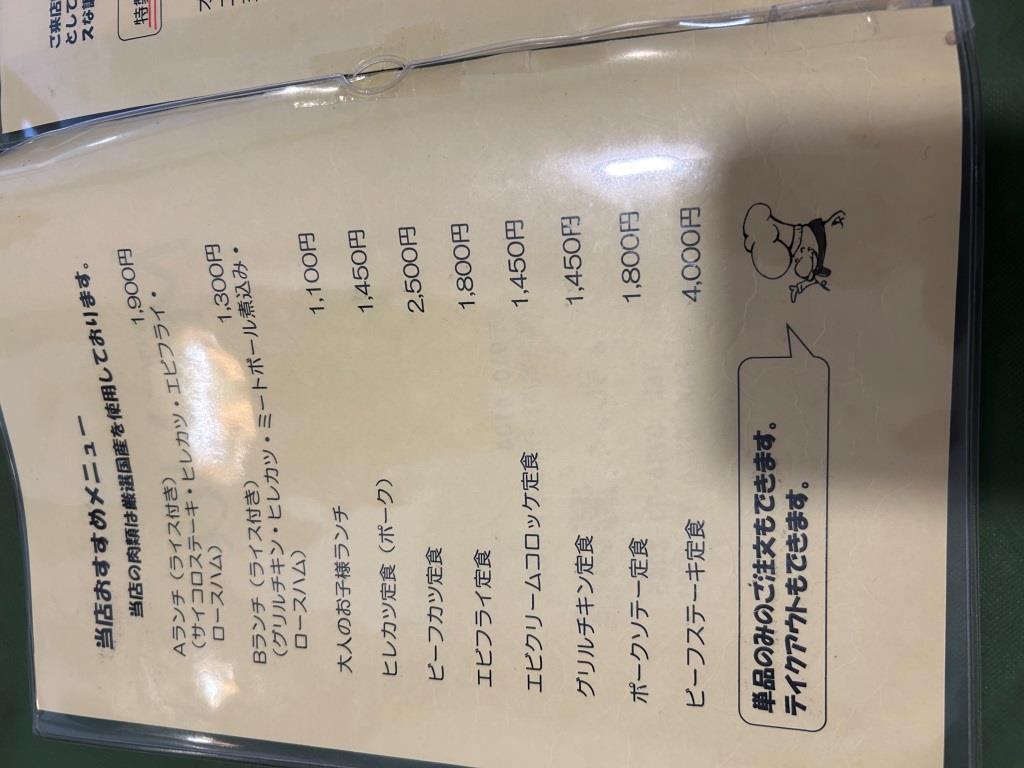 ご来店
として
当店おすすめメニュー
当店の肉類は厳選国産を使用しております。
Aランチ（ライス付き） 1,900円
（サイコロステーキ・ヒレカツ・エビフライ・
ロースハム）
Bランチ（ライス付き） 1,300円
（グリルチキン・ヒレカツ・ミートボール煮込み・
ロースハム）
大人のお子様ランチ 1,100円
ヒレカツ定食（ポーク） 1,450円
ビーフカツ定食 2,500円
エビフライ定食 1,800円
エビクリームコロッケ定食 1,450円
グリルチキン定食 1,450円
ポークソテー定食 1,800円
ビーフステーキ定食 4,000円
単品のみのご注文もできます。
テイクアウトもできます。